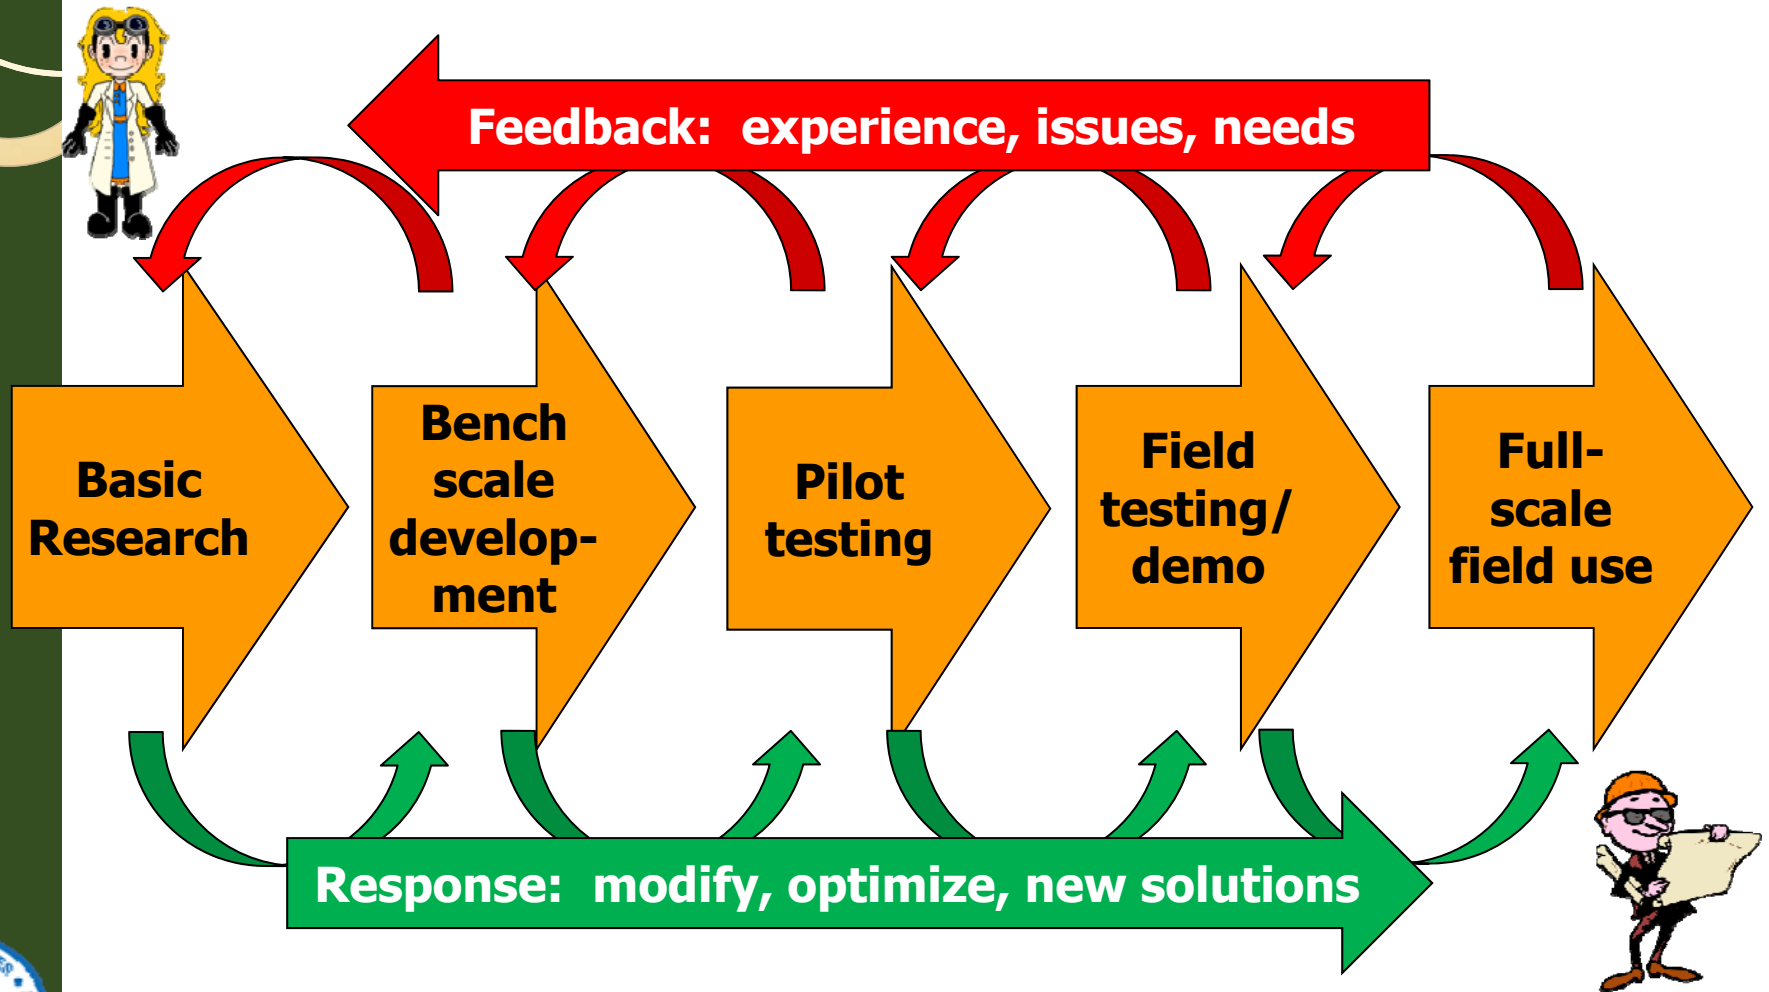 Feedback:  experience, issues, needs
Basic
Research
Bench
scale
develop-
ment
Pilot
testing
Field
testing/
demo
Full-
scale
field use
Response:  modify, optimize, new solutions